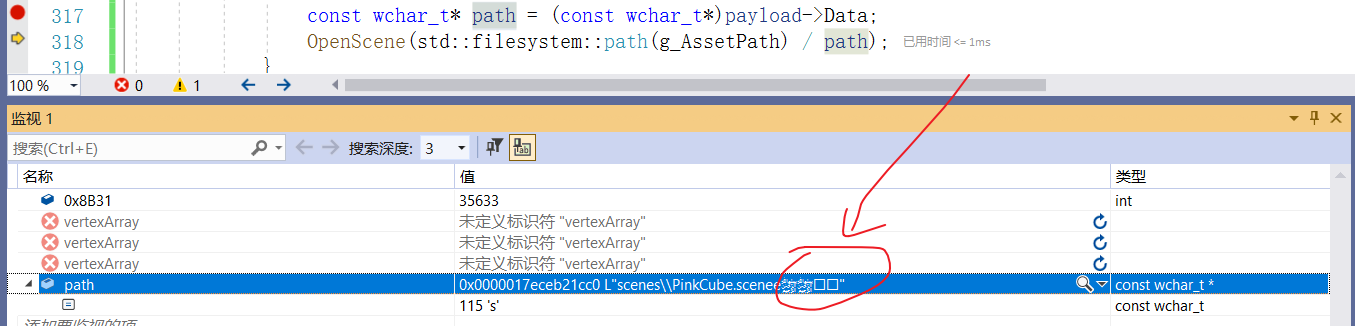 317 const wchar_t* path = (const wchar_t*)payload->Data;
318 OpenScene(std::filesystem::path(g_AssetPath) / path); 已用时间 <= 1ms
319 }
100 % 0 1
监视 1
搜索(Ctrl+E) 搜索深度: 3
名称 值 类型
0x8B31 35633 int
vertexArray 未定义标识符 "vertexArray"
vertexArray 未定义标识符 "vertexArray"
vertexArray 未定义标识符 "vertexArray"
path 0x0000017eceb21cc0 L"scenes\\PinkCube.scenee □□" const wchar_t *
115 's' const wchar_t
添加要监视的项